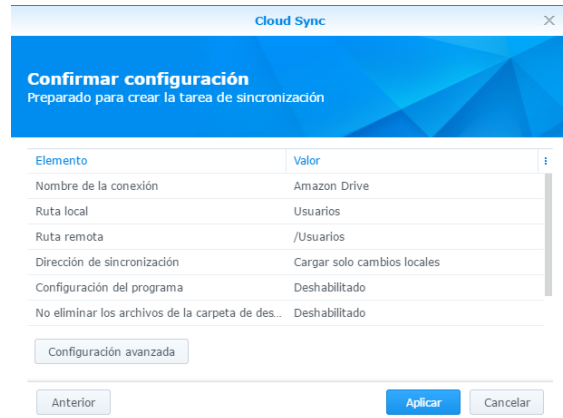 Cloud Sync
Confirmar configuración
Preparado para crear la tarea de sincronización
Elemento Valor
Nombre de la conexión Amazon Drive
Ruta local Usuarios
Ruta remota /Usuarios
Dirección de sincronización Cargar solo cambios locales
Configuración del programa Deshabilitado
No eliminar los archivos de la carpeta de des... Deshabilitado
Configuración avanzada
Anterior Aplicar Cancelar